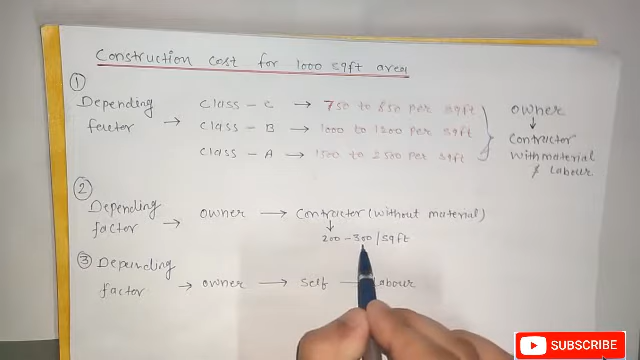 Construction cost for 1000 sqft area
①
Depending factor → Class - C → 750 to 850 per sqft
Class - B → 1000 to 1200 per sqft
Class - A → 1500 to 2500 per sqft
owner
↓
Contractor
with material
& Labour
②
Depending factor → owner → Contractor (without material)
↓
200 - 300/sqft
③ Depending factor → owner → Self → Labour
SUBSCRIBE